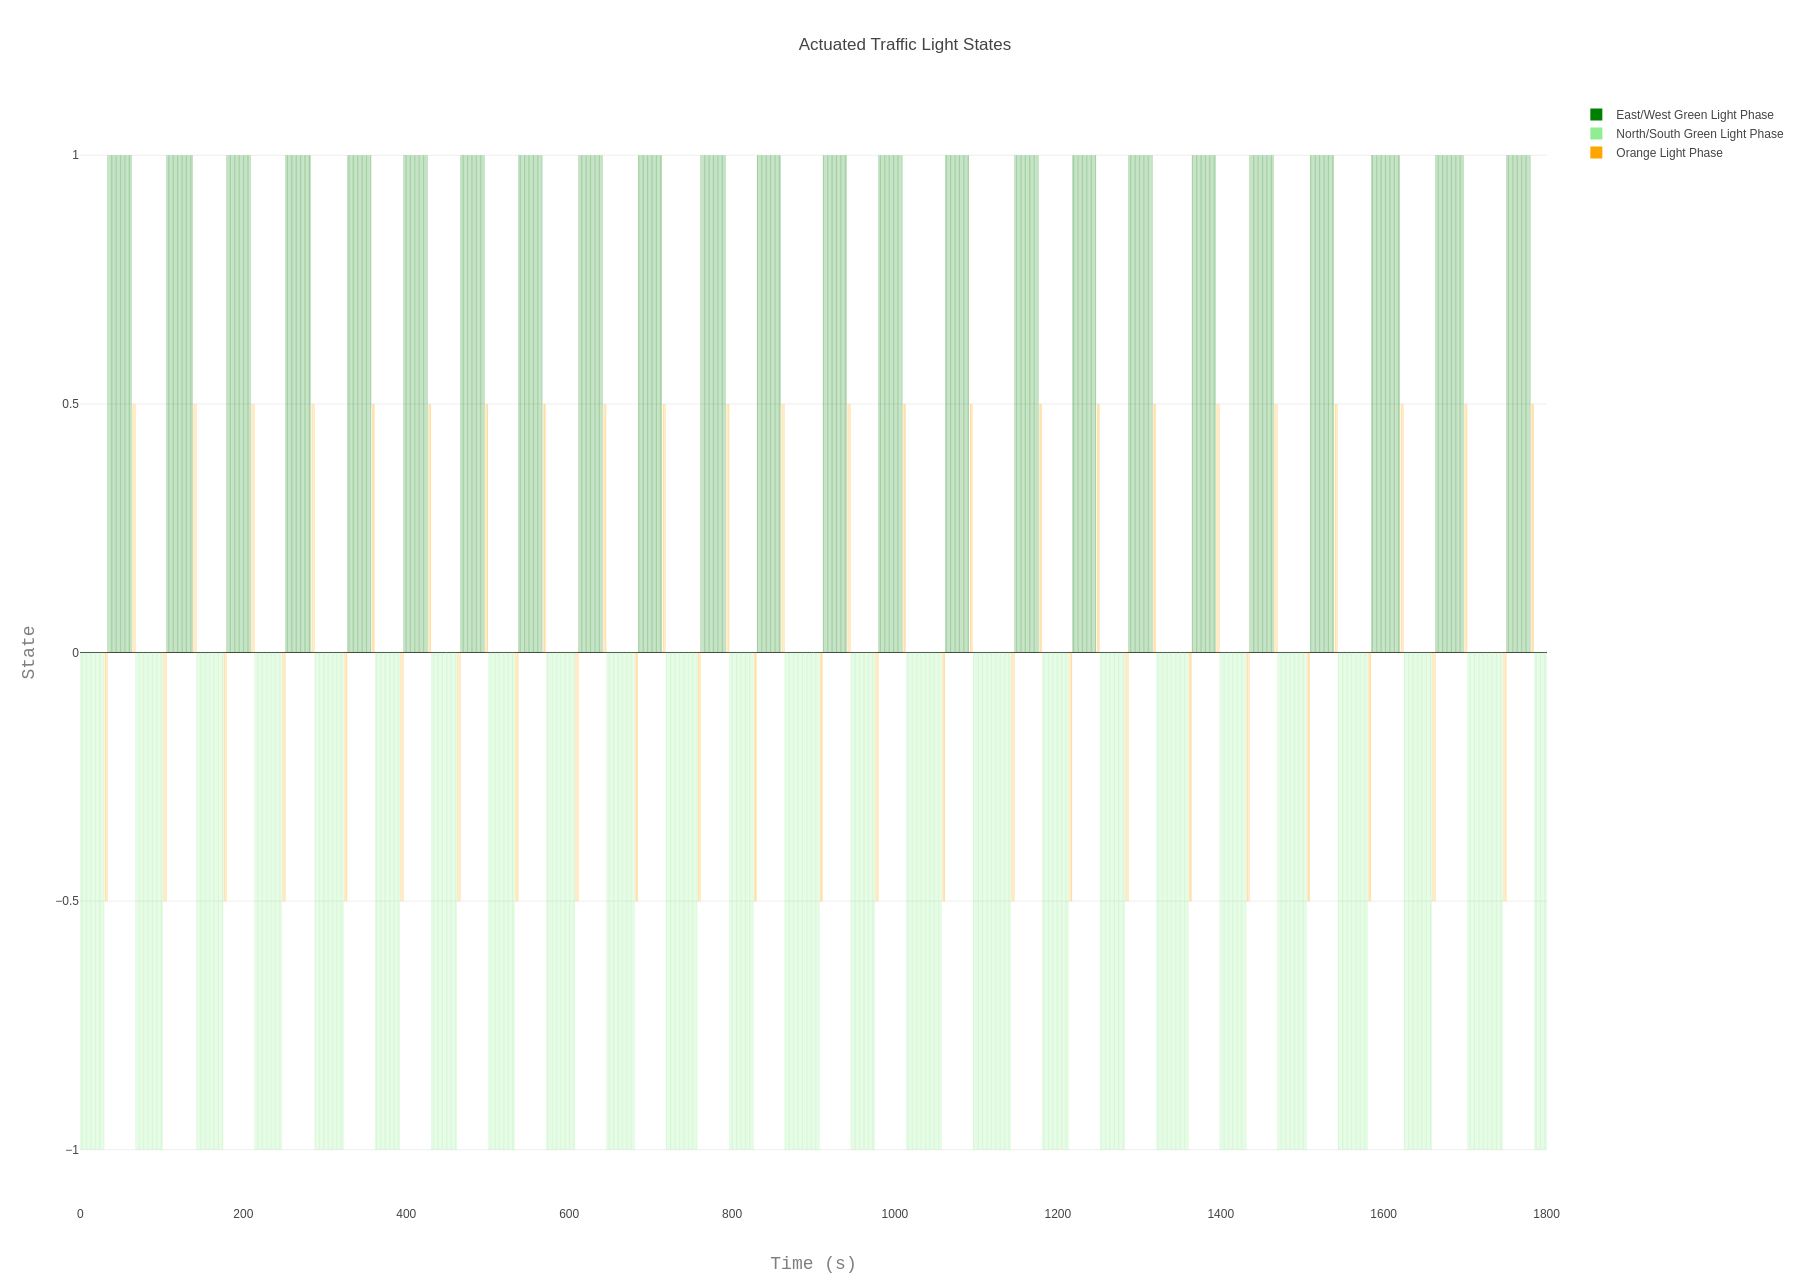 Actuated Traffic Light States
East/West Green Light Phase
North/South Green Light Phase
Orange Light Phase
1
0.5
0
−0.5
−1
State
0 200 400 600 800 1000 1200 1400 1600 1800
Time (s)